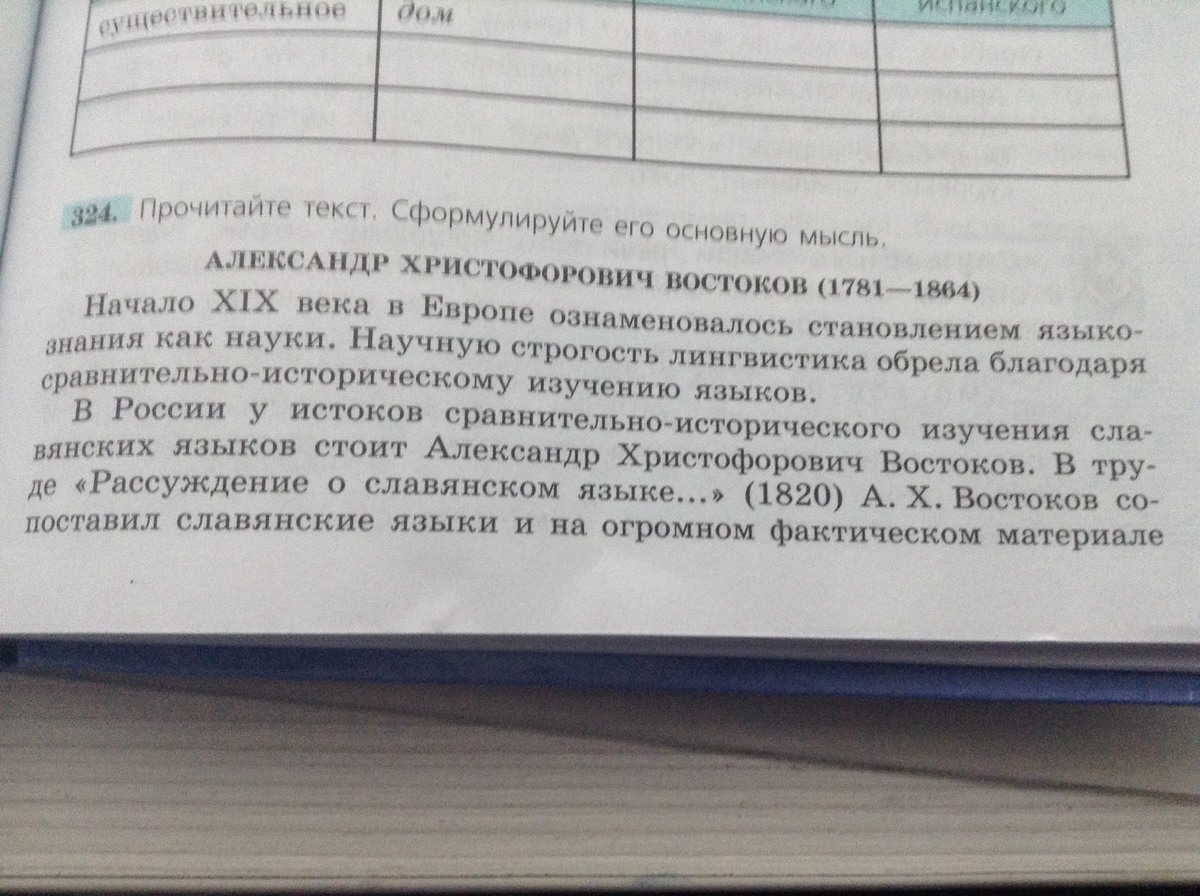 существительное дом испанского
324. Прочитайте текст. Сформулируйте его основную мысль.
АЛЕКСАНДР ХРИСТОФОРОВИЧ ВОСТОКОВ (1781—1864)
Начало XIX века в Европе ознаменовалось становлением языко-
знания как науки. Научную строгость лингвистика обрела благодаря
сравнительно-историческому изучению языков.
В России у истоков сравнительно-исторического изучения сла-
вянских языков стоит Александр Христофорович Востоков. В тру-
де «Рассуждение о славянском языке...» (1820) А. Х. Востоков со-
поставил славянские языки и на огромном фактическом материале